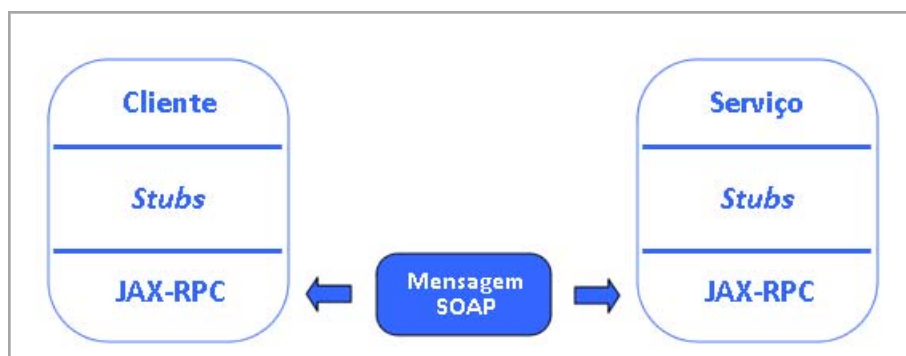 Cliente
Stubs
JAX-RPC
Mensagem
SOAP
Serviço
Stubs
JAX-RPC